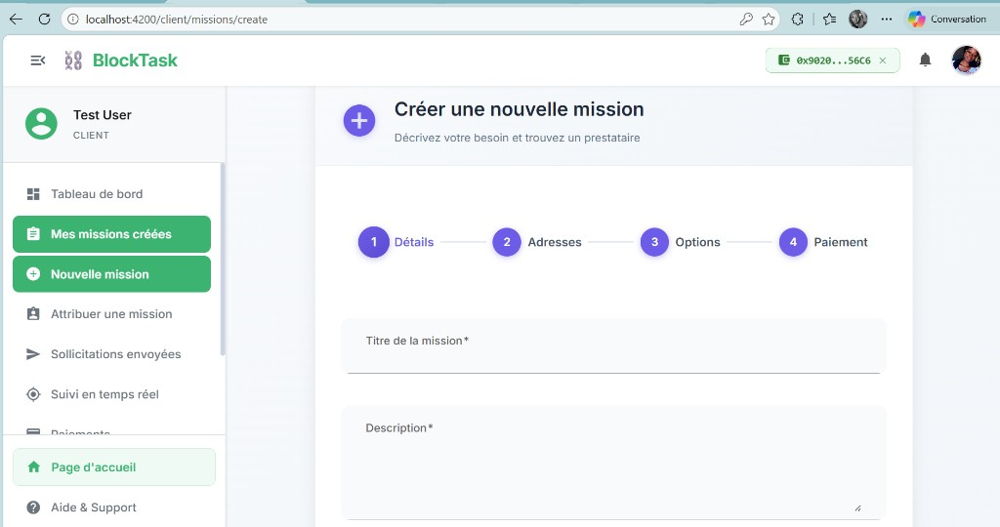 localhost:4200/client/missions/create
Conversation
BlockTask
0x9020...56C6
Test User
CLIENT
Tableau de bord
Mes missions créées
Nouvelle mission
Attribuer une mission
Sollicitations envoyées
Suivi en temps réel
Paiements
Page d'accueil
Aide & Support
Créer une nouvelle mission
Décrivez votre besoin et trouvez un prestataire
1 Détails 2 Adresses 3 Options 4 Paiement
Titre de la mission*
Description*